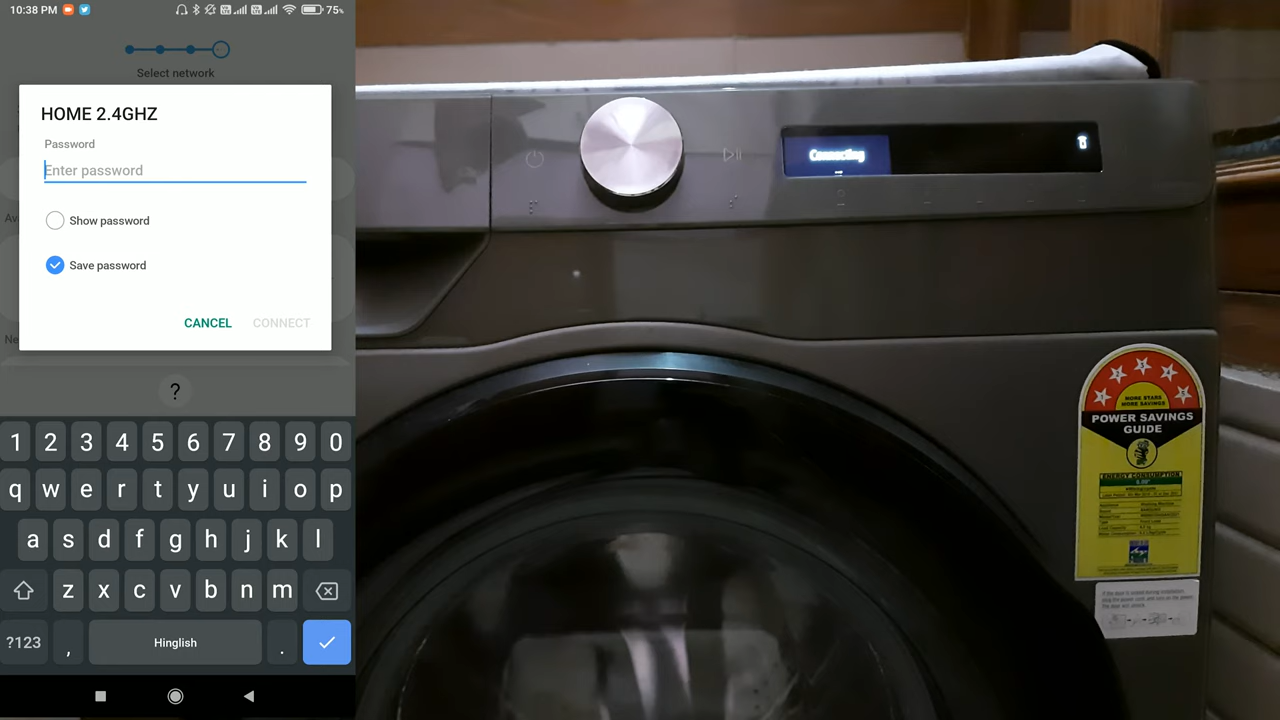 10:38 PM
75%
Select network
HOME 2.4GHZ
Password
Enter password
Show password
Save password
CANCEL
CONNECT
?
1 2 3 4 5 6 7 8 9 0
q w e r t y u i o p
a s d f g h j k l
z x c v b n m
?123 , Hinglish .
Connecting
MORE STARS
MORE SAVINGS
POWER SAVINGS
GUIDE
ENERGY CONSUMPTION